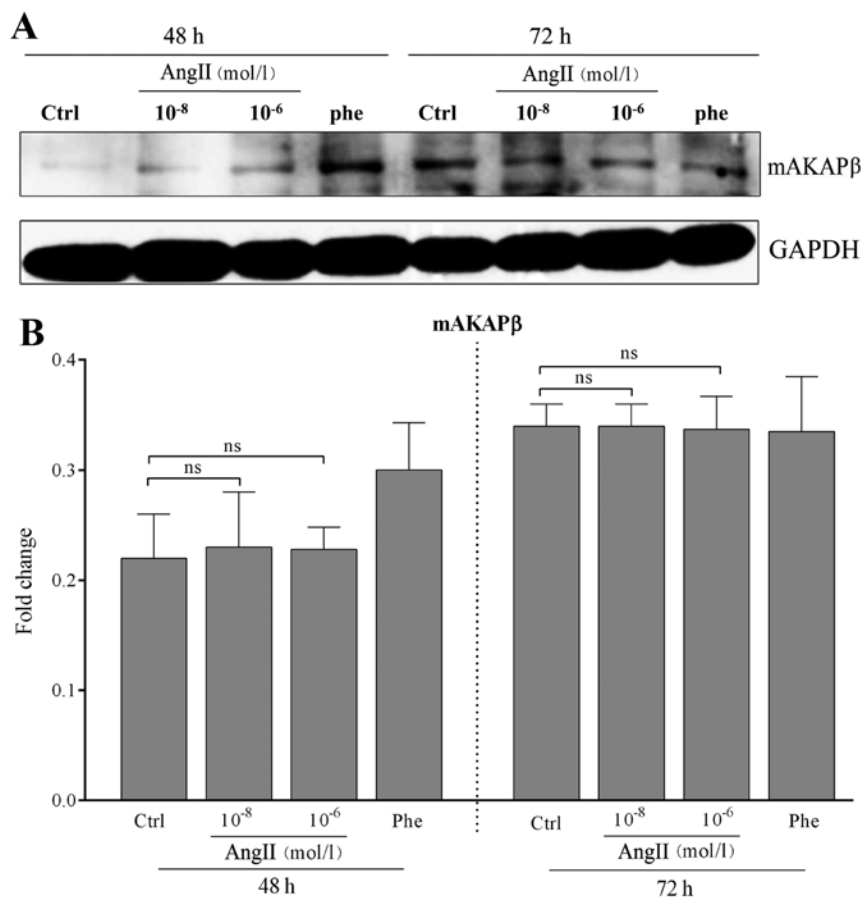 A
48 h 72 h
AngII (mol/l) AngII (mol/l)
Ctrl 10⁻⁸ 10⁻⁶ phe Ctrl 10⁻⁸ 10⁻⁶ phe
mAKAPβ
GAPDH
B
mAKAPβ
0.4
ns
ns
ns
ns
0.3
Fold change
0.2
0.1
0.0
Ctrl 10⁻⁸ 10⁻⁶ Phe Ctrl 10⁻⁸ 10⁻⁶ Phe
AngII (mol/l) AngII (mol/l)
48 h 72 h